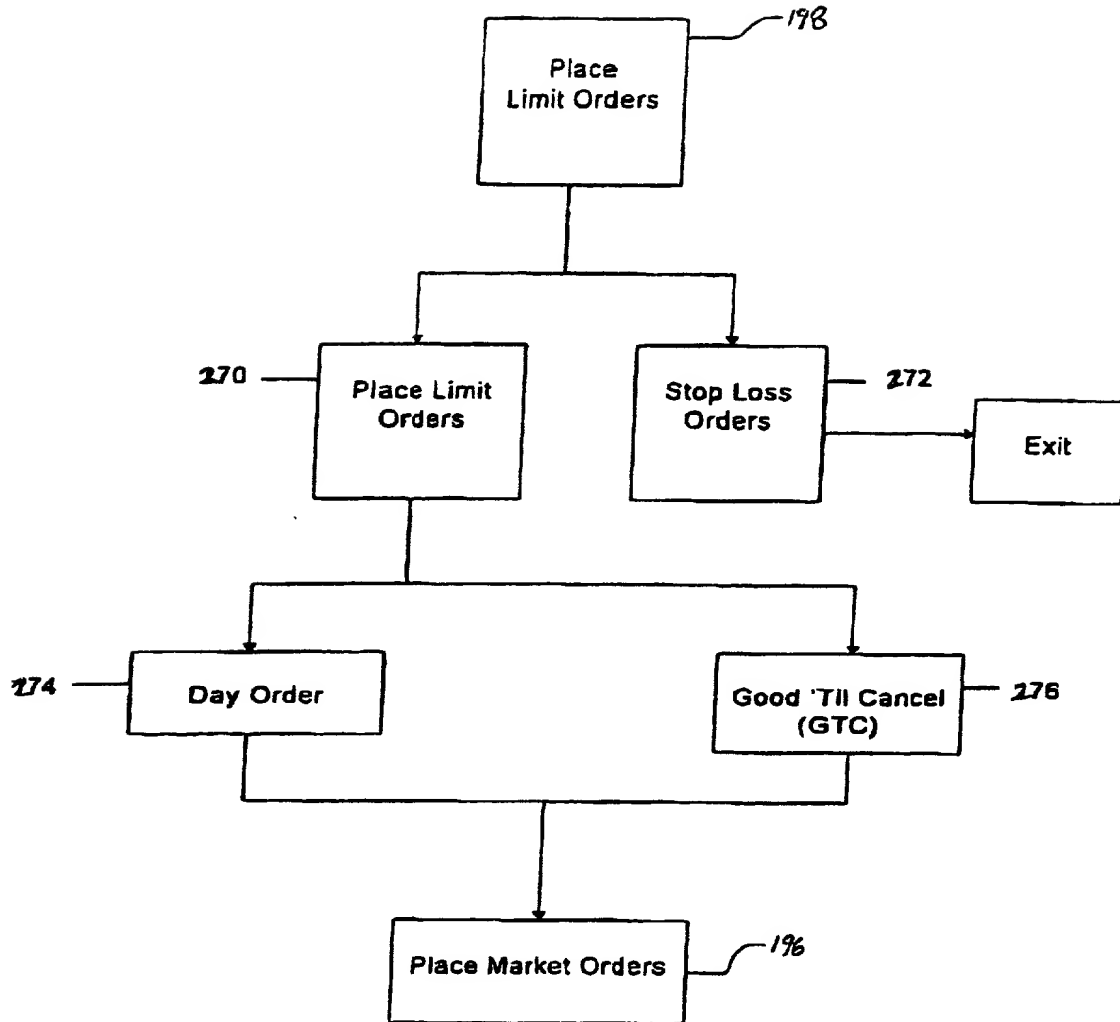 198
Place
Limit Orders
270
Place Limit
Orders
Stop Loss
Orders
272
Exit
274
Day Order
Good 'Til Cancel
(GTC)
276
Place Market Orders
196